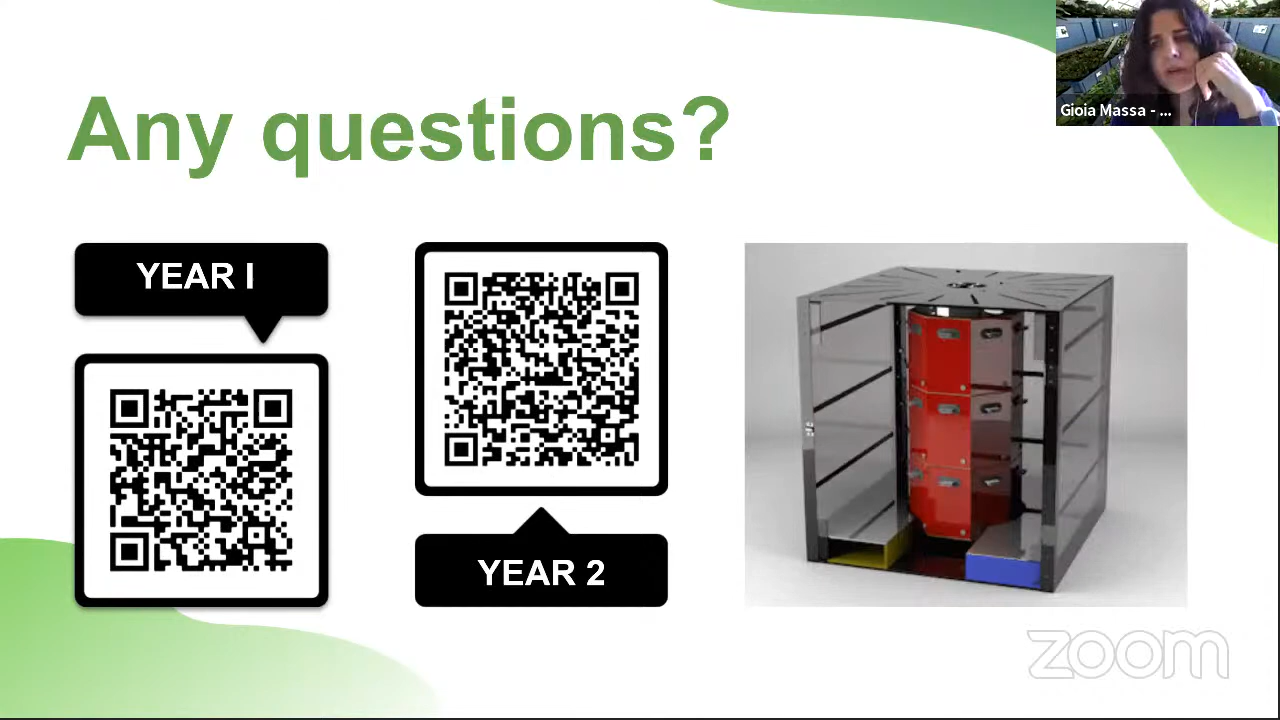 Any questions?
Gioia Massa - ...
YEAR I
YEAR 2
zoom